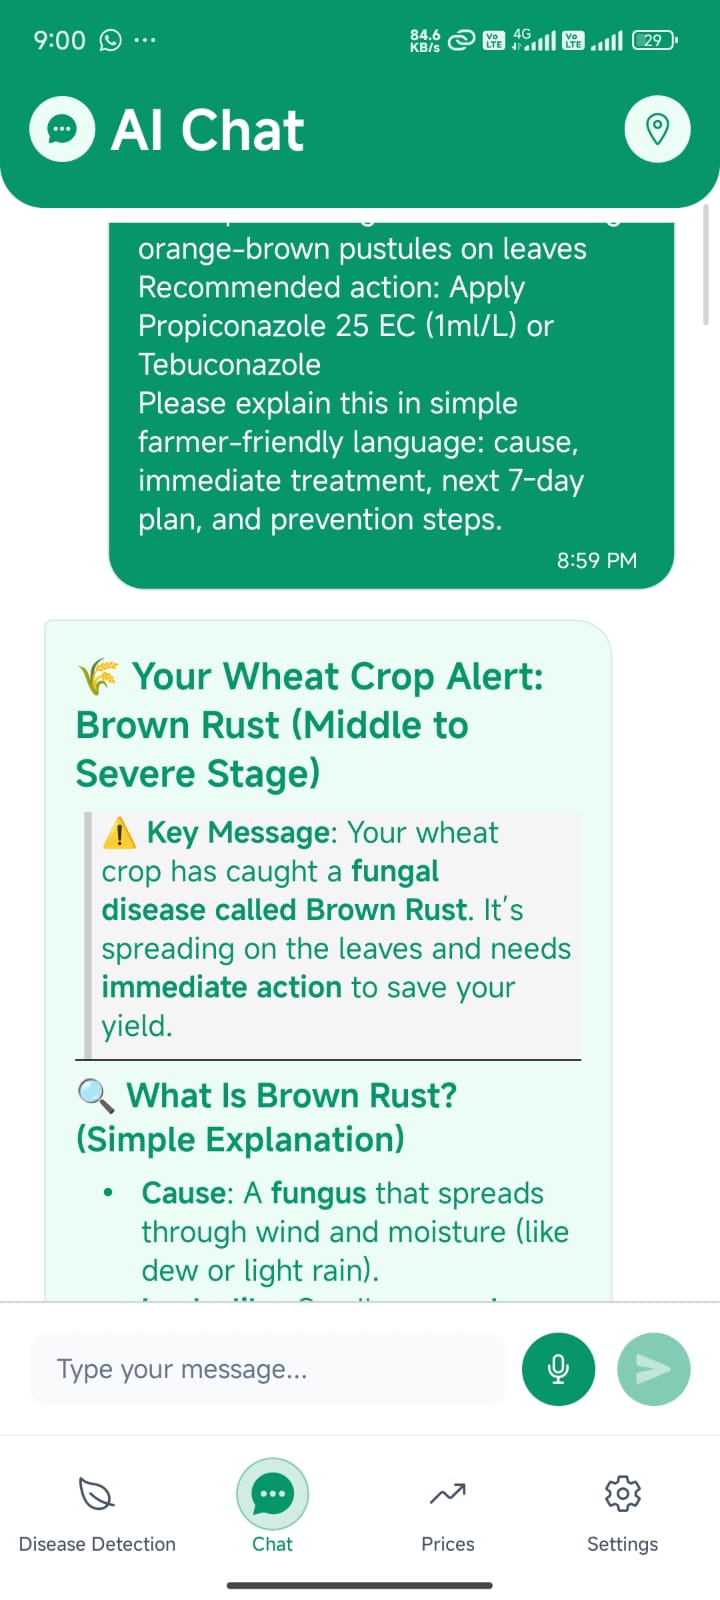 9:00 ...
84.6
KB/s
Vo
LTE
4G
Vo
LTE
29
AI Chat
orange-brown pustules on leaves
Recommended action: Apply
Propiconazole 25 EC (1ml/L) or
Tebuconazole
Please explain this in simple
farmer-friendly language: cause,
immediate treatment, next 7-day
plan, and prevention steps.
8:59 PM
🌾 Your Wheat Crop Alert:
Brown Rust (Middle to
Severe Stage)
⚠️ Key Message: Your wheat
crop has caught a fungal
disease called Brown Rust. It's
spreading on the leaves and needs
immediate action to save your
yield.
🔍 What Is Brown Rust?
(Simple Explanation)
• Cause: A fungus that spreads
through wind and moisture (like
dew or light rain).
Type your message...
Disease Detection
Chat
Prices
Settings